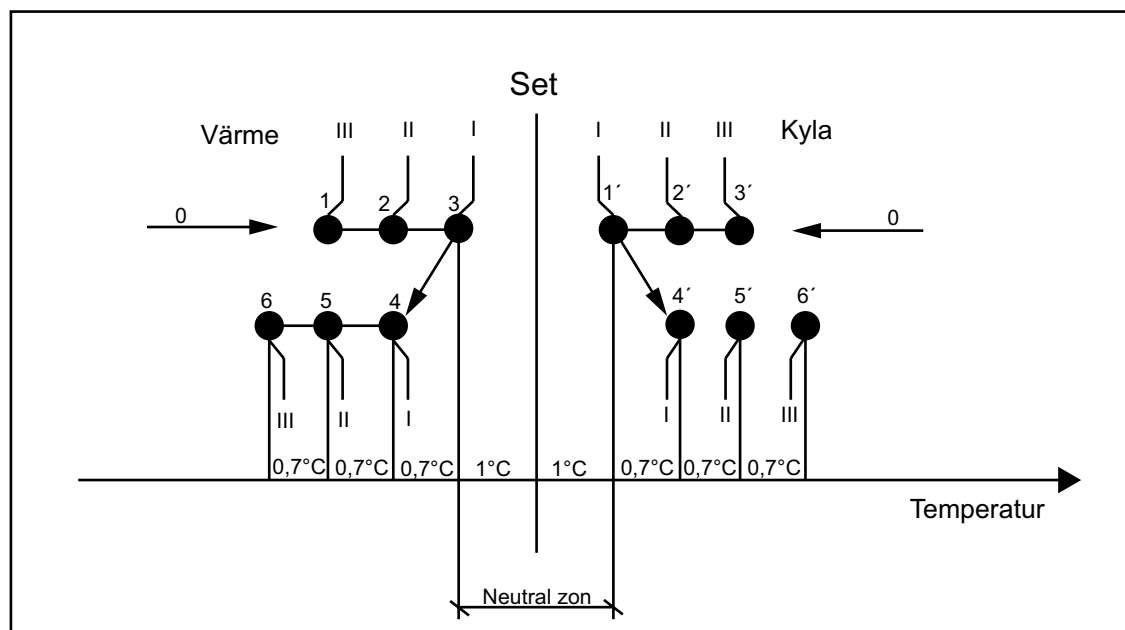 Set
Värme III II I I II III Kyla
0 1 2 3 1´ 2´ 3´ 0
6 5 4 4´ 5´ 6´
III II I I II III
0,7°C 0,7°C 0,7°C 1°C 1°C 0,7°C 0,7°C 0,7°C
Temperatur
Neutral zon